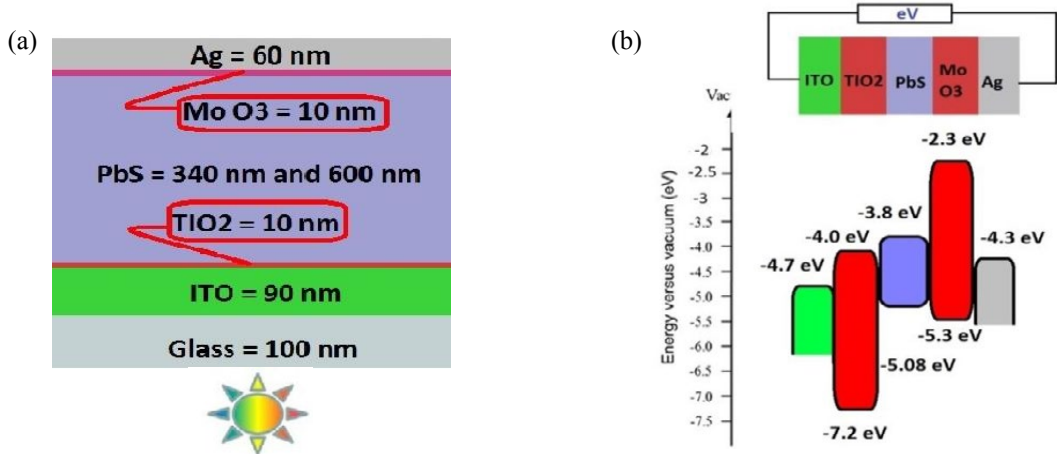 (a)
Ag = 60 nm
Mo O3 = 10 nm
PbS = 340 nm and 600 nm
TIO2 = 10 nm
ITO = 90 nm
Glass = 100 nm
(b)
eV
ITO
TIO2
PbS
Mo
O3
Ag
Vac
Energy versus vacuum (eV)
-2
-2.5
-3
-3.5
-4.0
-4.5
-5.0
-5.5
-6.0
-6.5
-7.0
-7.5
-4.7 eV
-4.0 eV
-3.8 eV
-2.3 eV
-4.3 eV
-5.3 eV
-5.08 eV
-7.2 eV